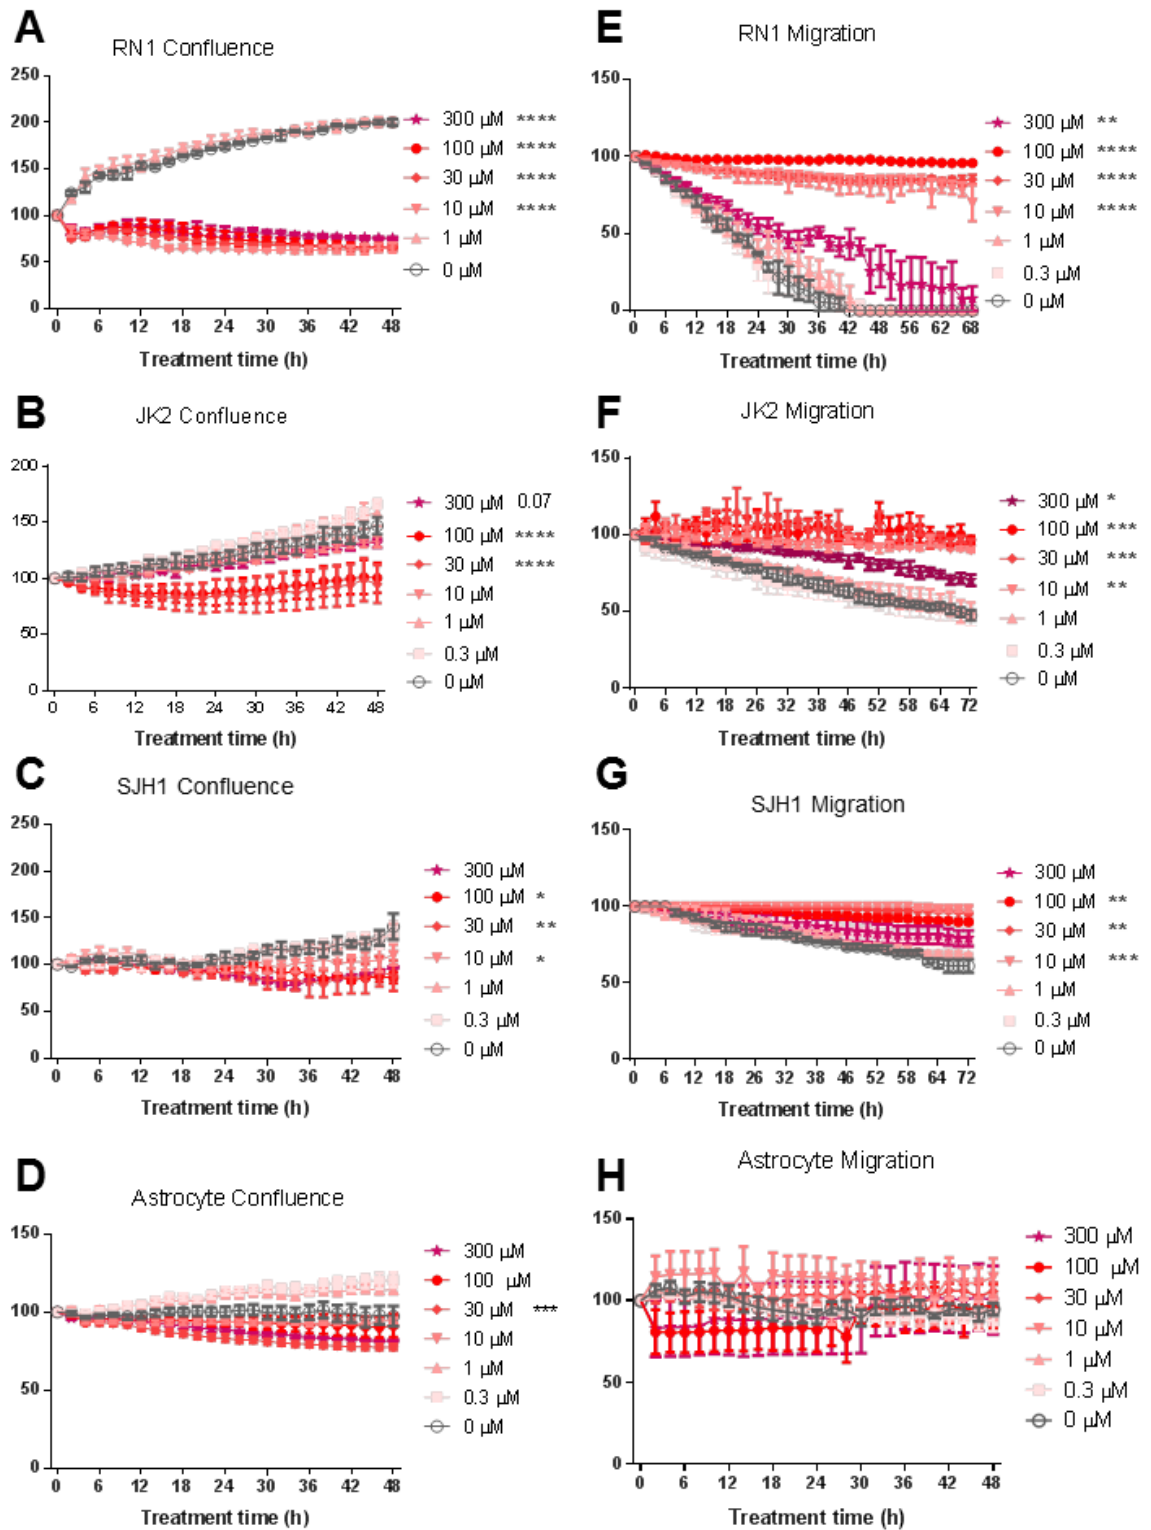 A
RN1 Confluence
250
200
150
100
50
0
0 6 12 18 24 30 36 42 48
Treatment time (h)
300 µM ****
100 µM ****
30 µM ****
10 µM ****
1 µM
0 µM
E
RN1 Migration
150
100
50
0
0 6 12 18 24 30 36 42 48 56 62 68
Treatment time (h)
300 µM **
100 µM ****
30 µM ****
10 µM ****
1 µM
0.3 µM
0 µM
B
JK2 Confluence
200
150
100
50
0
0 6 12 18 24 30 36 42 48
Treatment time (h)
300 µM 0.07
100 µM ****
30 µM ****
10 µM
1 µM
0.3 µM
0 µM
F
JK2 Migration
150
100
50
0
0 6 12 18 26 32 38 46 52 58 64 72
Treatment time (h)
300 µM *
100 µM ***
30 µM ***
10 µM **
1 µM
0.3 µM
0 µM
C
SJH1 Confluence
250
200
150
100
50
0
0 6 12 18 24 30 36 42 48
Treatment time (h)
300 µM
100 µM *
30 µM **
10 µM *
1 µM
0.3 µM
0 µM
G
SJH1 Migration
150
100
50
0
0 6 12 18 26 32 38 46 52 58 64 72
Treatment time (h)
300 µM
100 µM **
30 µM **
10 µM ***
1 µM
0.3 µM
0 µM
D
Astrocyte Confluence
150
100
50
0
0 6 12 18 24 30 36 42 48
Treatment time (h)
300 µM
100 µM
30 µM ***
10 µM
1 µM
0.3 µM
0 µM
H
Astrocyte Migration
150
100
50
0
0 6 12 18 24 30 36 42 48
Treatment time (h)
300 µM
100 µM
30 µM
10 µM
1 µM
0.3 µM
0 µM